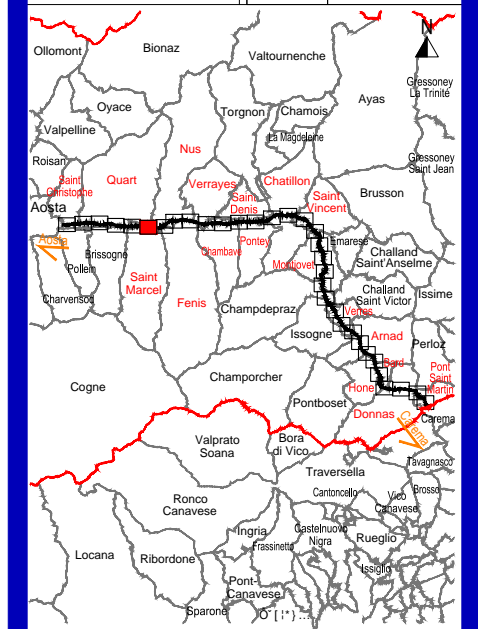 N
Ollomont
Bionaz
Valtournenche
Ayas
Gressoney
La Trinité
Oyace
Torgnon
Chamois
Valpelline
La Magdeleine
Nus
Roisan
Gressoney
Saint Jean
Saint
Christophe
Quart
Verrayes
Chatillon
Brusson
Saint
Denis
Saint
Vincent
Aosta
Aosta
Brissogne
Chambave
Pontey
Emarese
Challand
Saint'Anselme
Pollein
Saint
Marcel
Montjovet
Charvensod
Fenis
Challand
Saint Victor
Issime
Champdepraz
Verres
Issogne
Arnad
Perloz
Bard
Pont
Saint
Martin
Champorcher
Cogne
Hone
Pontboset
Donnas
Carema
Carema
Valprato
Soana
Bora
di Vico
Tavagnasco
Traversella
Cantoncello
Brosso
Vico
Canavese
Ronco
Canavese
Ingria
Castelnuovo
Nigra
Rueglio
Frassinetto
Locana
Ribordone
Issiglio
Pont-
Canavese
Sparone